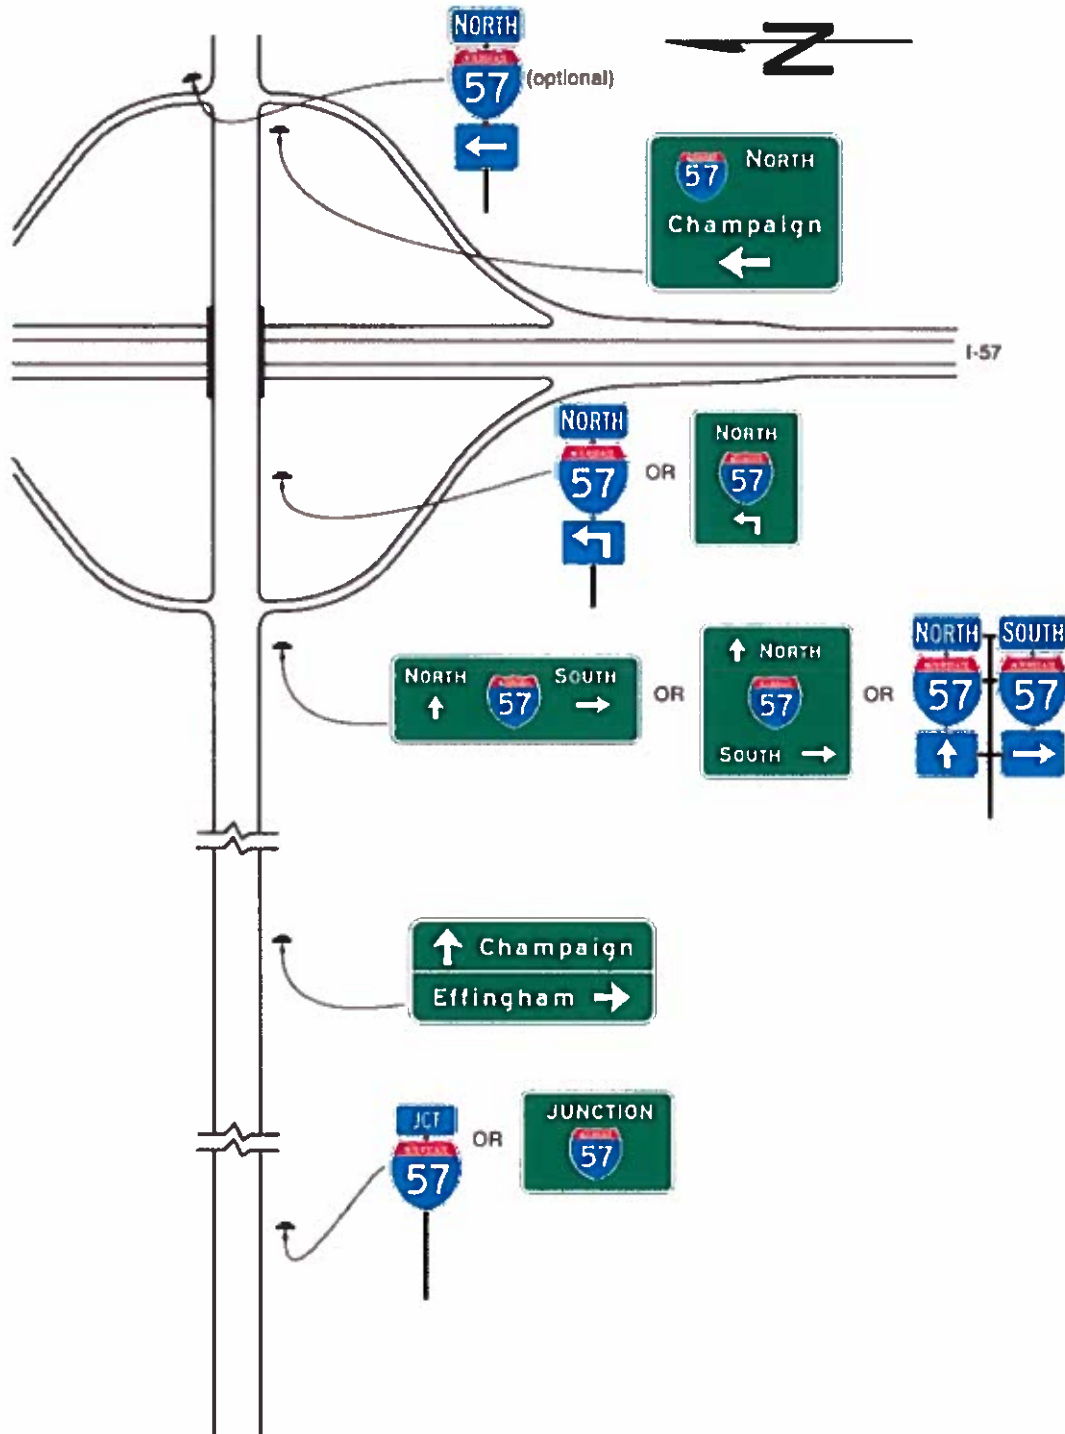 NORTH
57
(optional)
N
57 NORTH
Champaign
I-57
NORTH
57
OR
NORTH
57
NORTH 57 SOUTH
OR
NORTH
57
SOUTH
OR
NORTH SOUTH
57 57
Champaign
Effingham
JCT
57
OR
JUNCTION
57